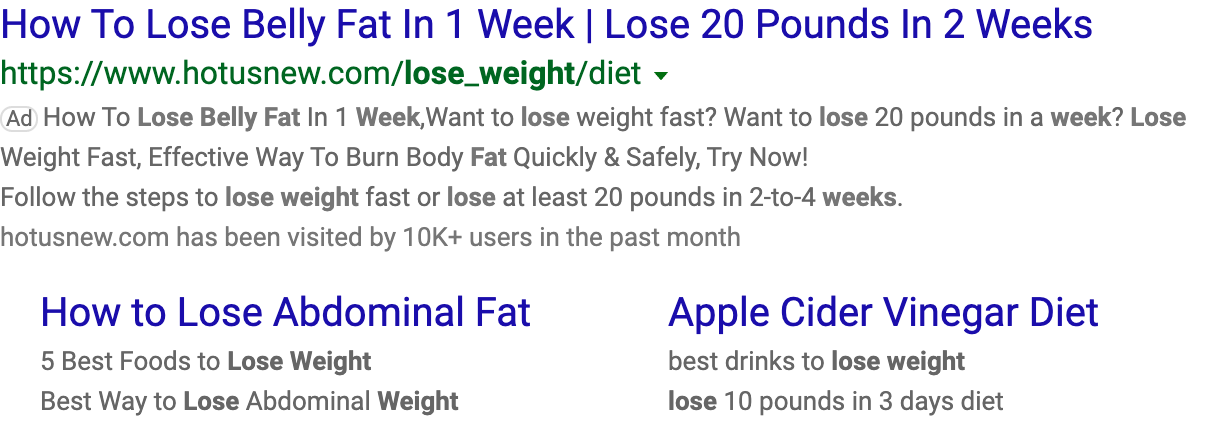 How To Lose Belly Fat In 1 Week | Lose 20 Pounds In 2 Weeks
https://www.hotusnew.com/lose_weight/diet
Ad How To Lose Belly Fat In 1 Week,Want to lose weight fast? Want to lose 20 pounds in a week? Lose
Weight Fast, Effective Way To Burn Body Fat Quickly & Safely, Try Now!
Follow the steps to lose weight fast or lose at least 20 pounds in 2-to-4 weeks.
hotusnew.com has been visited by 10K+ users in the past month
How to Lose Abdominal Fat
5 Best Foods to Lose Weight
Best Way to Lose Abdominal Weight
Apple Cider Vinegar Diet
best drinks to lose weight
lose 10 pounds in 3 days diet